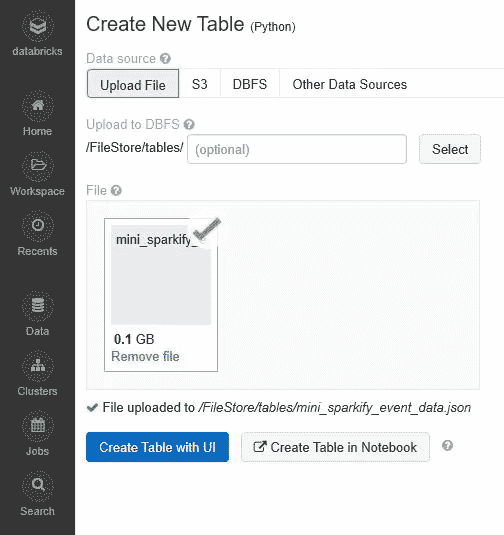 databricks
Home
Workspace
Recents
Data
Clusters
Jobs
Search
Create New Table (Python)
Data source
Upload File S3 DBFS Other Data Sources
Upload to DBFS
/FileStore/tables/ (optional) Select
File
mini_sparkify_
0.1 GB
Remove file
File uploaded to /FileStore/tables/mini_sparkify_event_data.json
Create Table with UI Create Table in Notebook